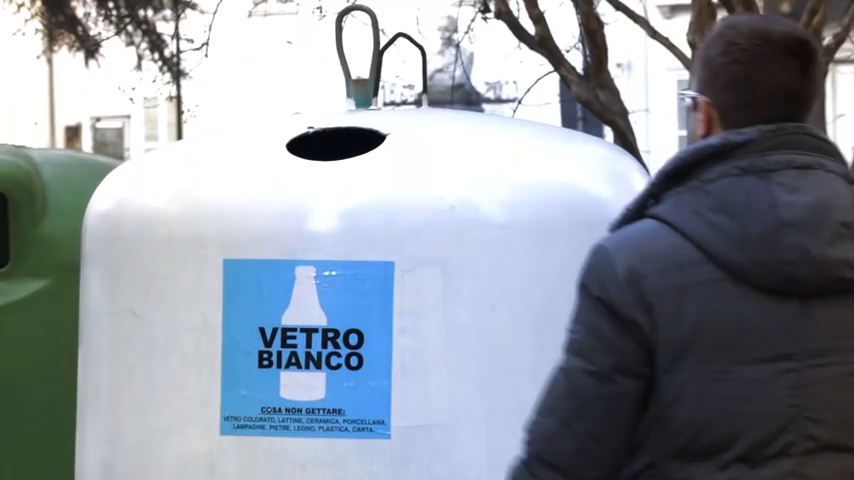 VETRO
BIANCO
COSA NON GETTARE:
VETRO COLORATO, LATTINE, CERAMICA, PORCELLANA,
LAMPADINE, PIETRE, LEGNO, PLASTICA, CARTA.